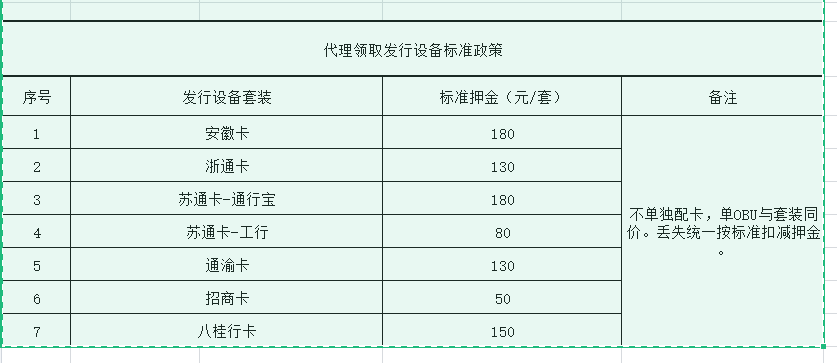 代理领取发行设备标准政策
序号 发行设备套装 标准押金（元/套） 备注
1 安徽卡 180
2 浙通卡 130
3 苏通卡-通行宝 180
4 苏通卡-工行 80
5 通渝卡 130
6 招商卡 50
7 八桂行卡 150
不单独配卡，单OBU与套装同
价。丢失统一按标准扣减押金
。